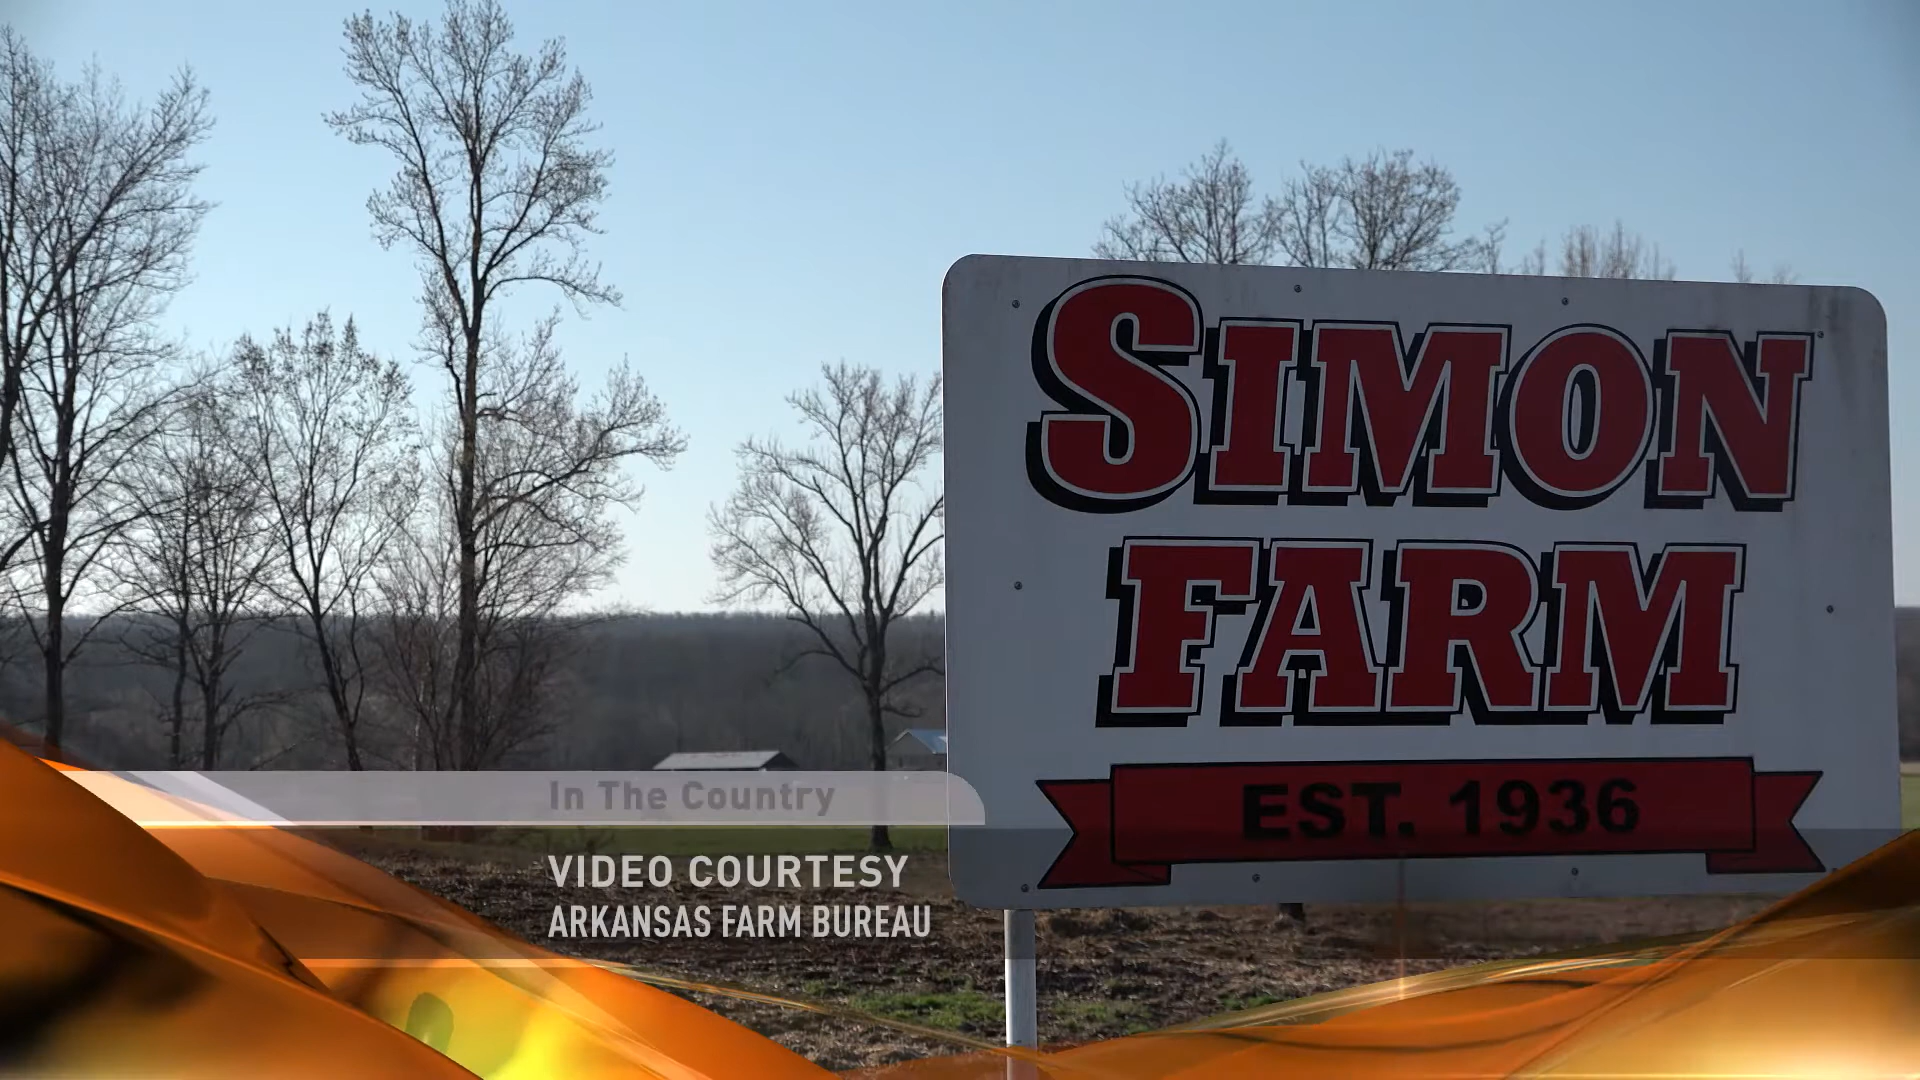 SIMON
FARM
EST. 1936
In The Country
VIDEO COURTESY
ARKANSAS FARM BUREAU